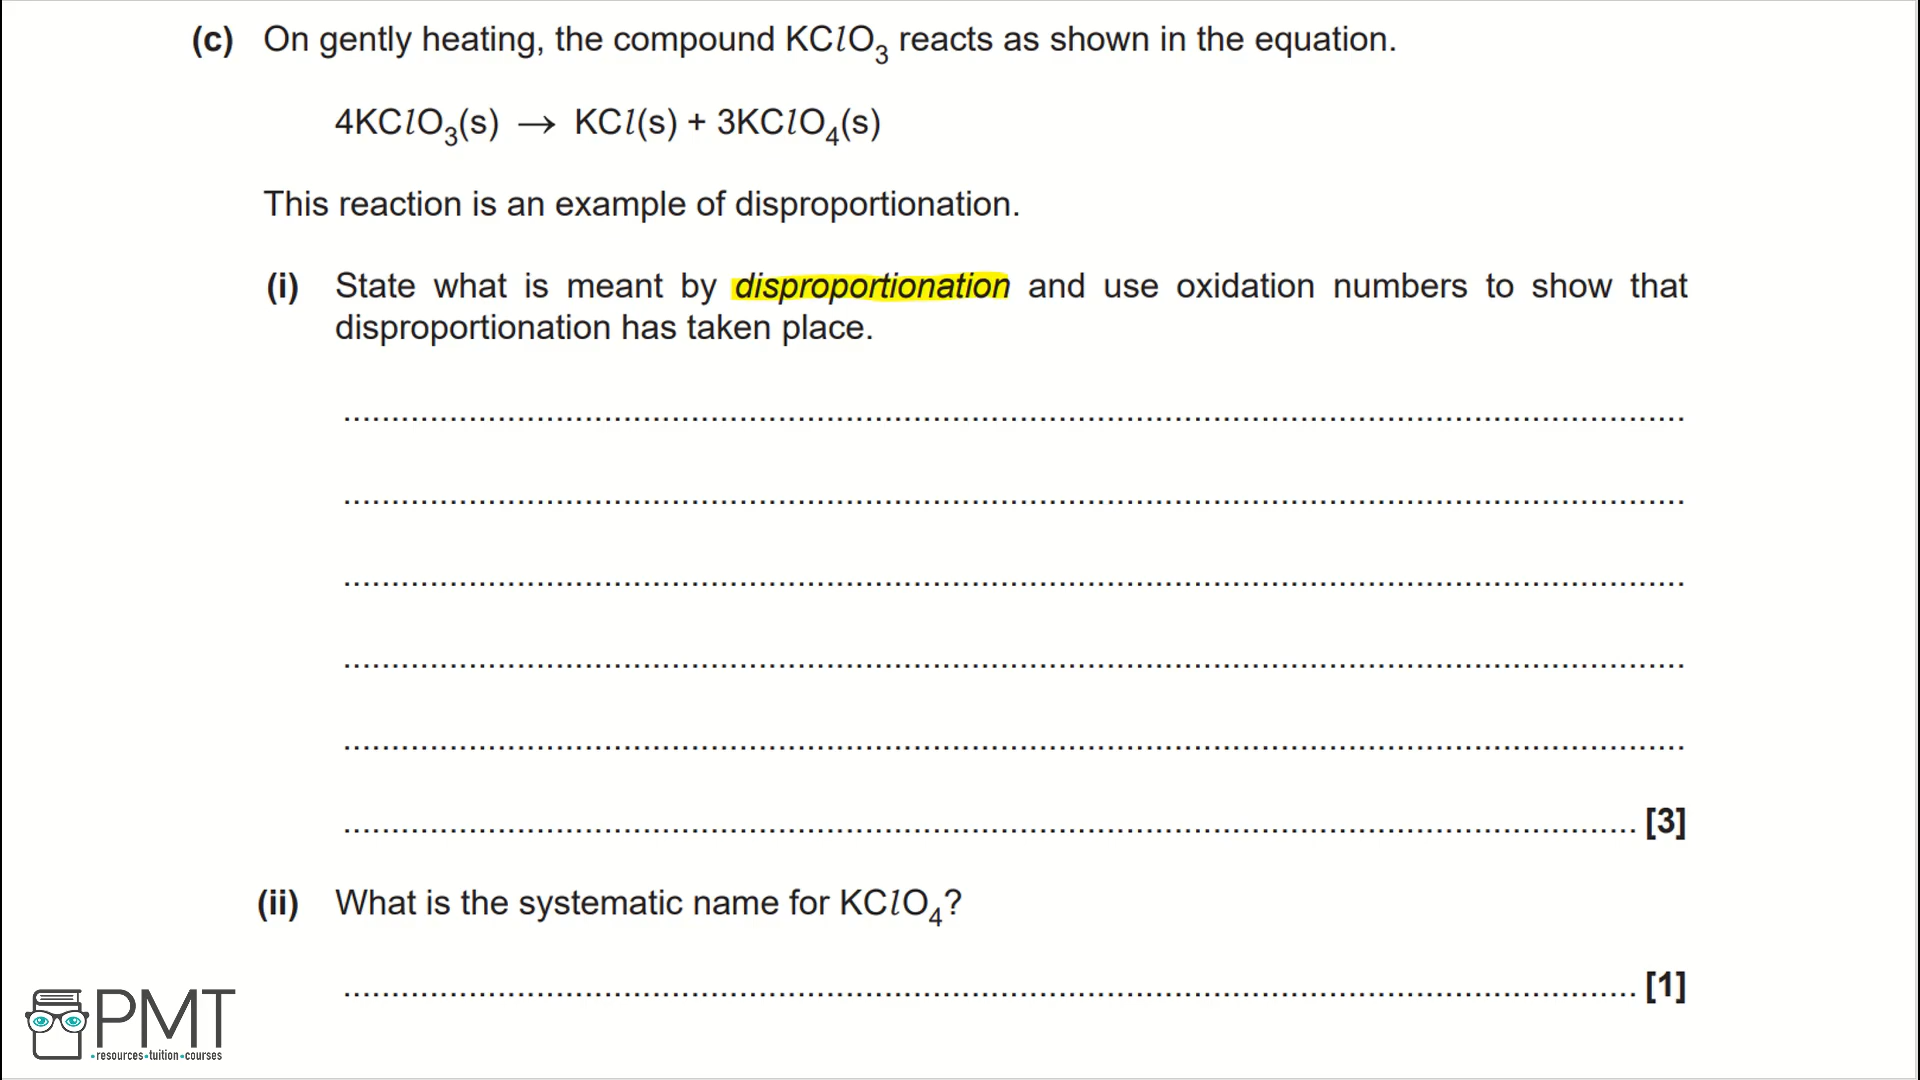 (c) On gently heating, the compound KClO3 reacts as shown in the equation.
4KClO3(s) → KCl(s) + 3KClO4(s)
This reaction is an example of disproportionation.
(i) State what is meant by disproportionation and use oxidation numbers to show that
disproportionation has taken place.
[3]
(ii) What is the systematic name for KClO4?
[1]
PMT
•resources•tuition•courses